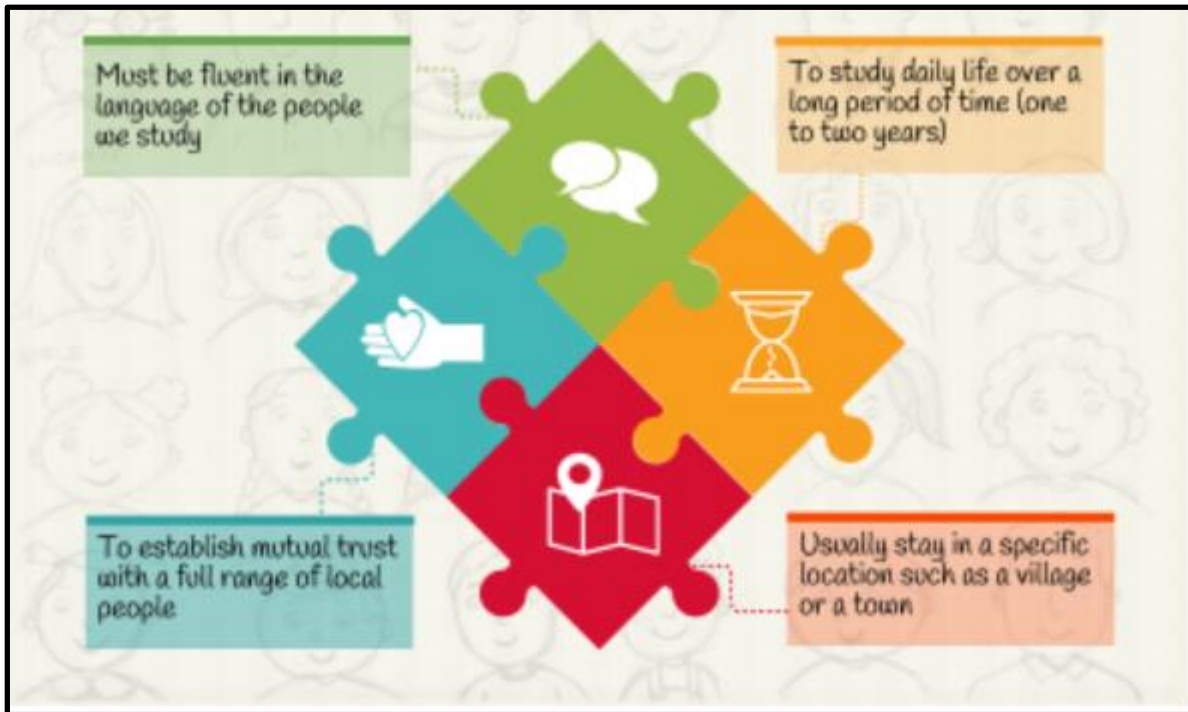 Must be fluent in the
language of the people
we study
To study daily life over a
long period of time (one
to two years)
To establish mutual trust
with a full range of local
people
Usually stay in a specific
location such as a village
or a town